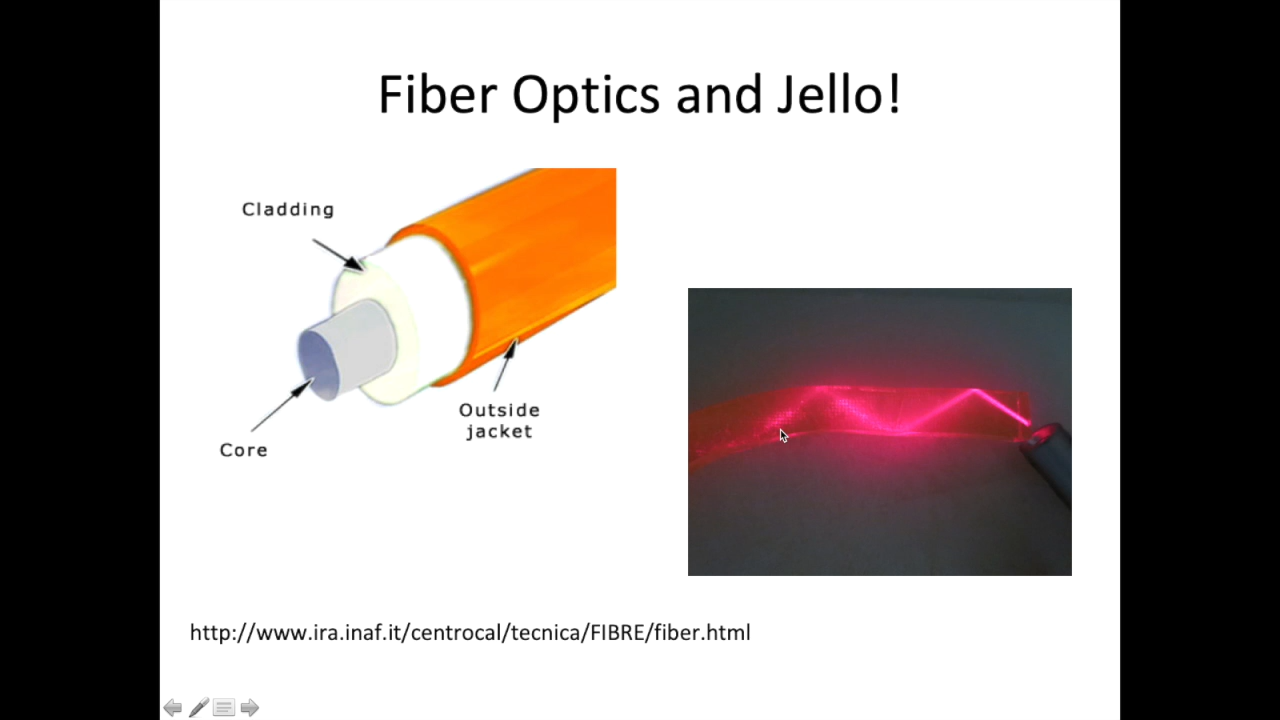 Fiber Optics and Jello!
Cladding
Outside
jacket
Core
http://www.ira.inaf.it/centrocal/tecnica/FIBRE/fiber.html